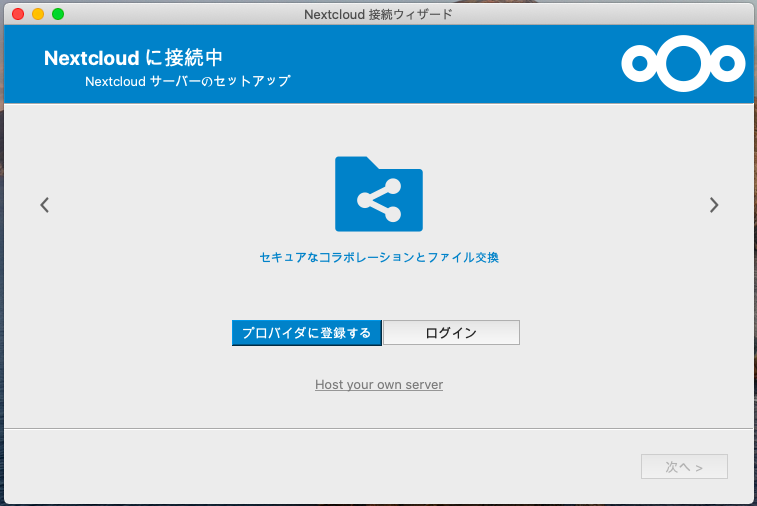 Nextcloud 接続ウィザード
Nextcloud に接続中
Nextcloud サーバーのセットアップ
セキュアなコラボレーションとファイル交換
プロバイダに登録する
ログイン
Host your own server
次へ >